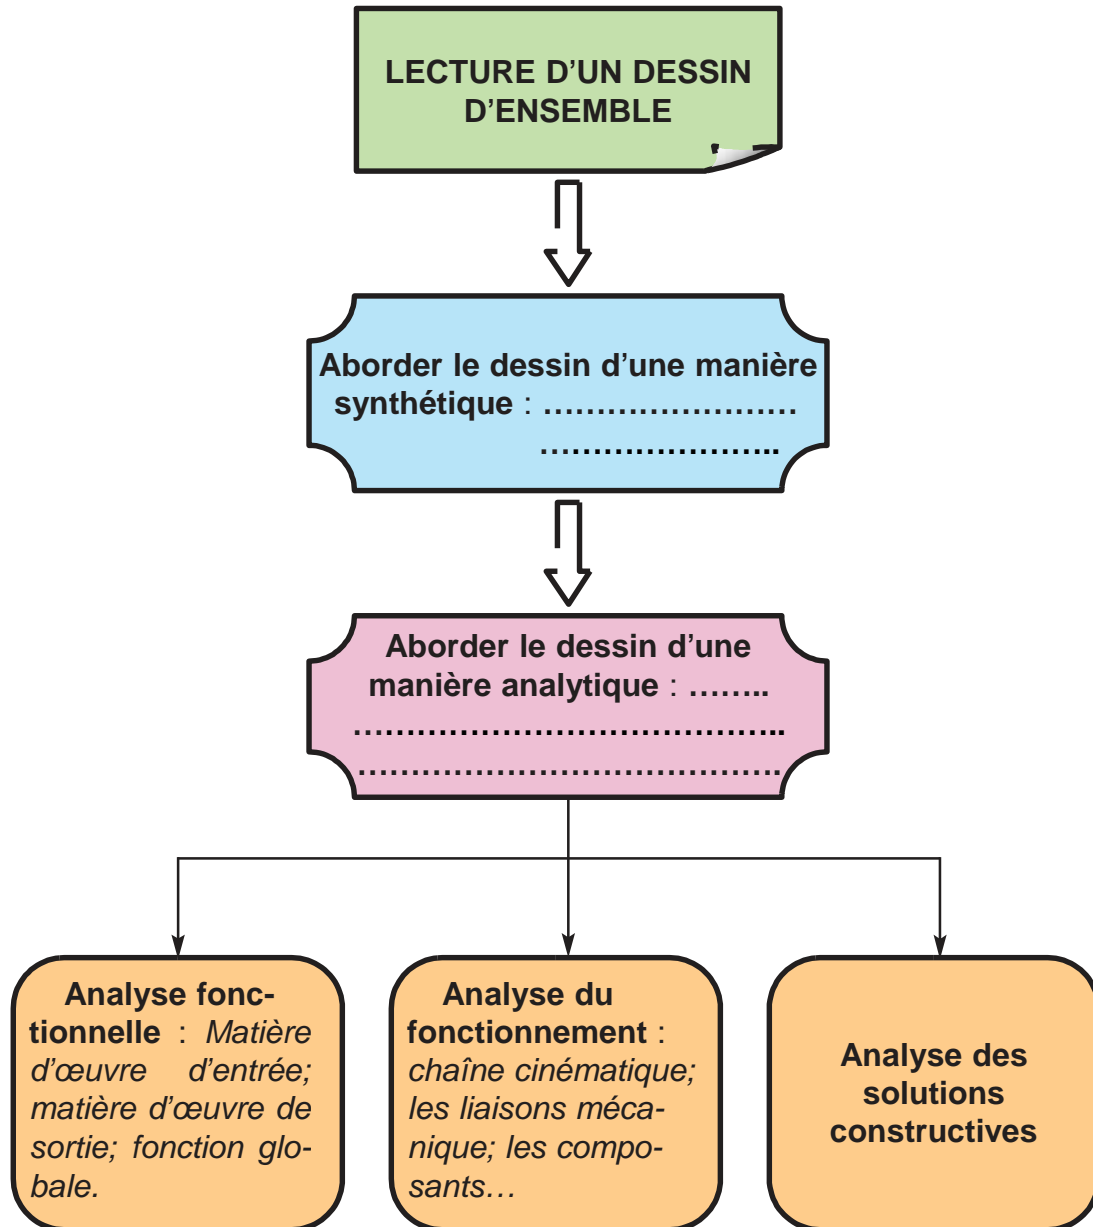 LECTURE D’UN DESSIN
D’ENSEMBLE
Aborder le dessin d’une manière
synthétique : ……………………
…………………..
Aborder le dessin d’une
manière analytique : ……..
…………………………………..
………………………………….
Analyse fonc-
tionnelle : Matière
d’œuvre d’entrée;
matière d’œuvre de
sortie; fonction glo-
bale.
Analyse du
fonctionnement :
chaîne cinématique;
les liaisons méca-
nique; les compo-
sants…
Analyse des
solutions
constructives